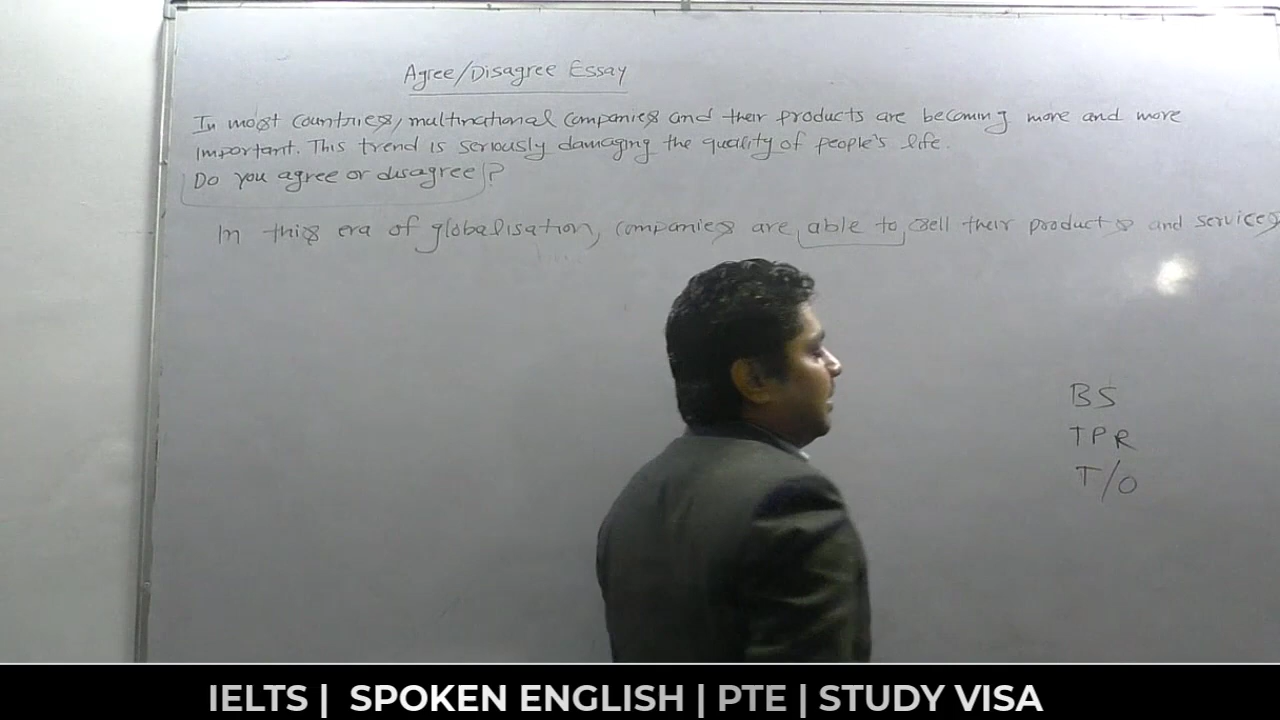 Agree/Disagree Essay
In most countries, multinational companies and their products are becoming more and more
important. This trend is seriously damaging the quality of people's life.
Do you agree or disagree?
In this era of globalisation, companies are able to sell their products and services
BS
TPR
T/O
IELTS | SPOKEN ENGLISH | PTE | STUDY VISA